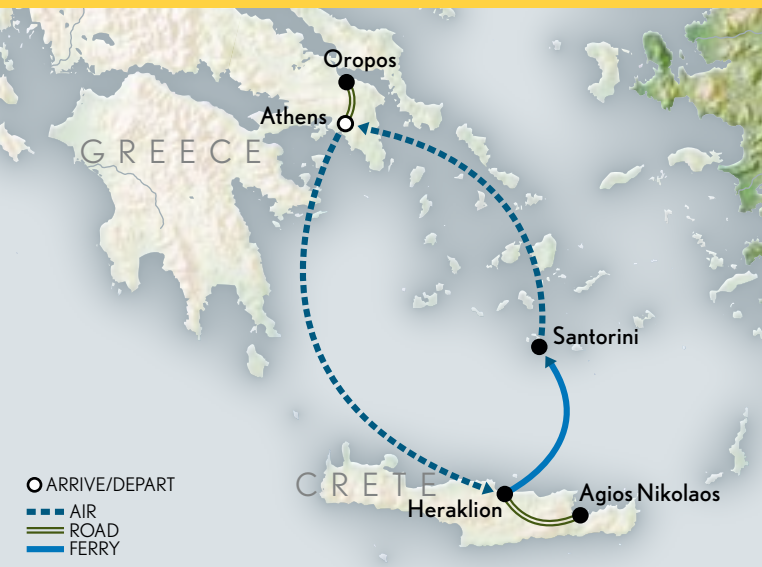 Oropos
Athens
GREECE
Santorini
CRETE
Agios Nikolaos
Heraklion
ARRIVE/DEPART
AIR
ROAD
FERRY